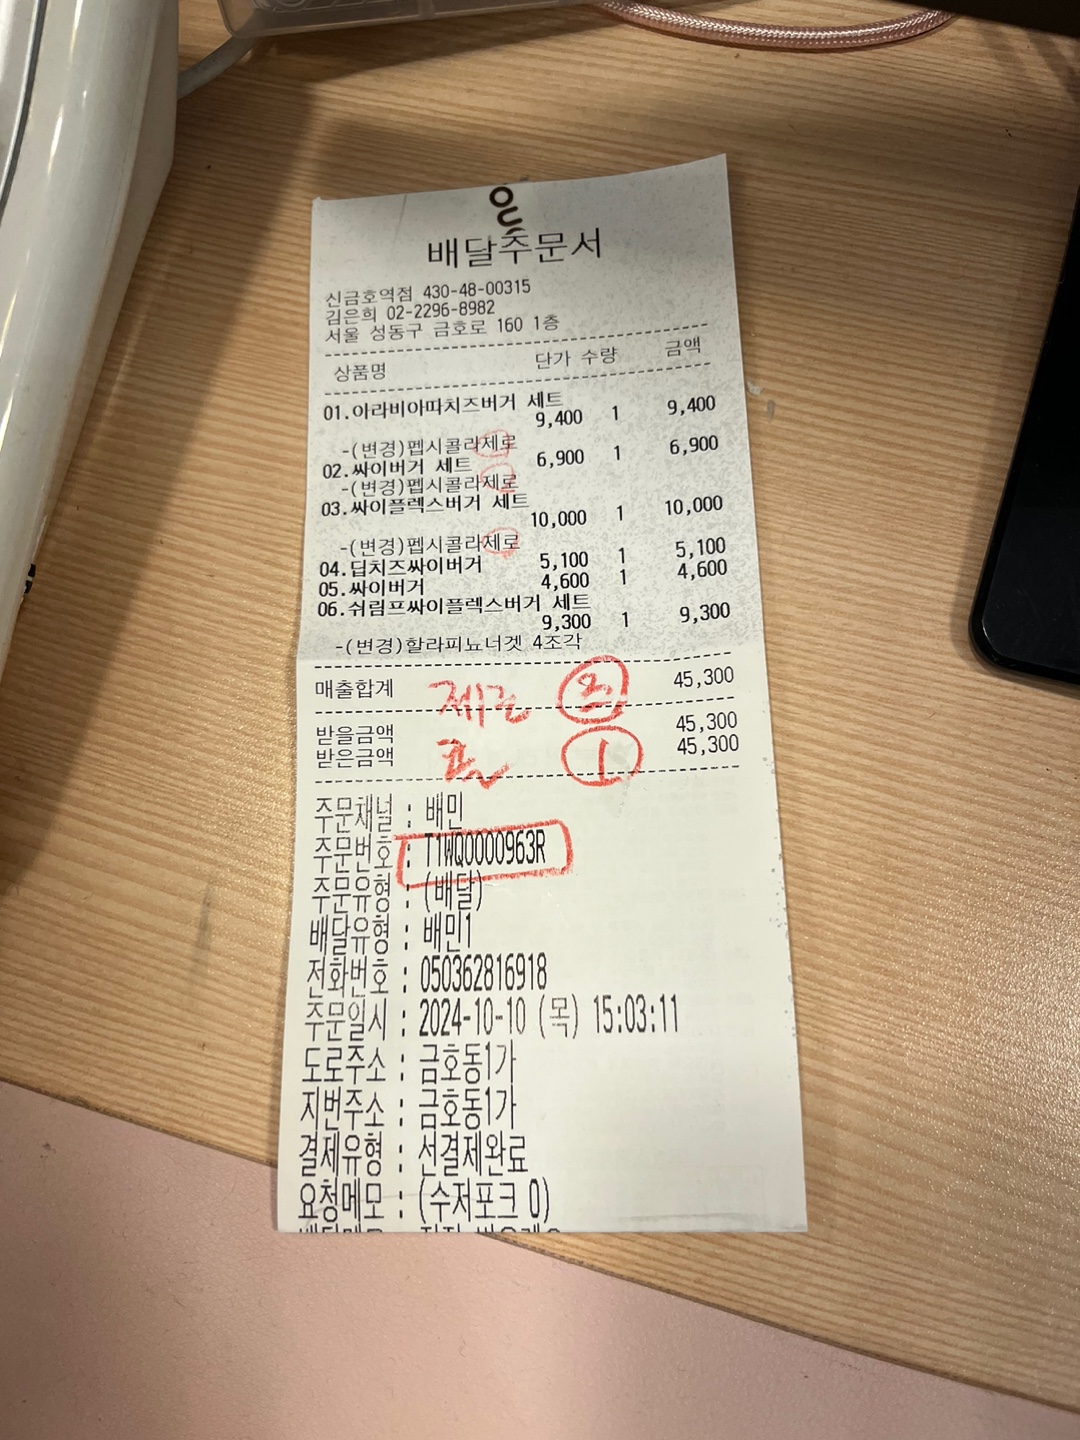 배달주문서
신금호역점 430-48-00315
김은희 02-2296-8982
서울 성동구 금호로 160 1층
상품명 단가 수량 금액
01.아라비아따치즈버거 세트
9,400 1 9,400
-(변경)펩시콜라제로
02.싸이버거 세트 6,900 1 6,900
-(변경)펩시콜라제로
03.싸이플렉스버거 세트
10,000 1 10,000
-(변경)펩시콜라제로
04.딥치즈싸이버거 5,100 1 5,100
05.싸이버거 4,600 1 4,600
06.쉬림프싸이플렉스버거 세트
9,300 1 9,300
-(변경)할라피뇨너겟 4조각
매출합계 45,300
제로 3
받을금액 45,300
받은금액 45,300
콜 1
주문채널 : 배민
주문번호 : T1WQ0000963R
주문유형 : (배달)
배달유형 : 배민1
전화번호 : 050362816918
주문일시 : 2024-10-10 (목) 15:03:11
도로주소 : 금호동1가
지번주소 : 금호동1가
결제유형 : 선결제완료
요청메모 : (수저포크 O)